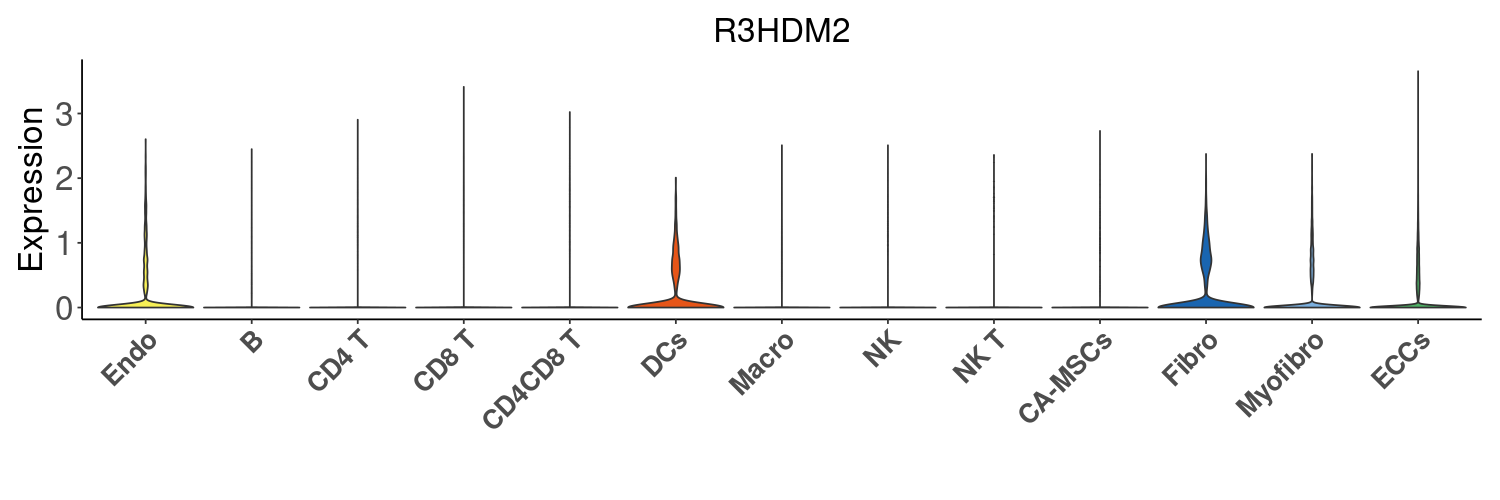 R3HDM2
Expression
3
2
1
0
Endo
B
CD4 T
CD8 T
CD4CD8 T
DCs
Macro
NK
NK T
CA-MSCs
Fibro
Myofibro
ECCs